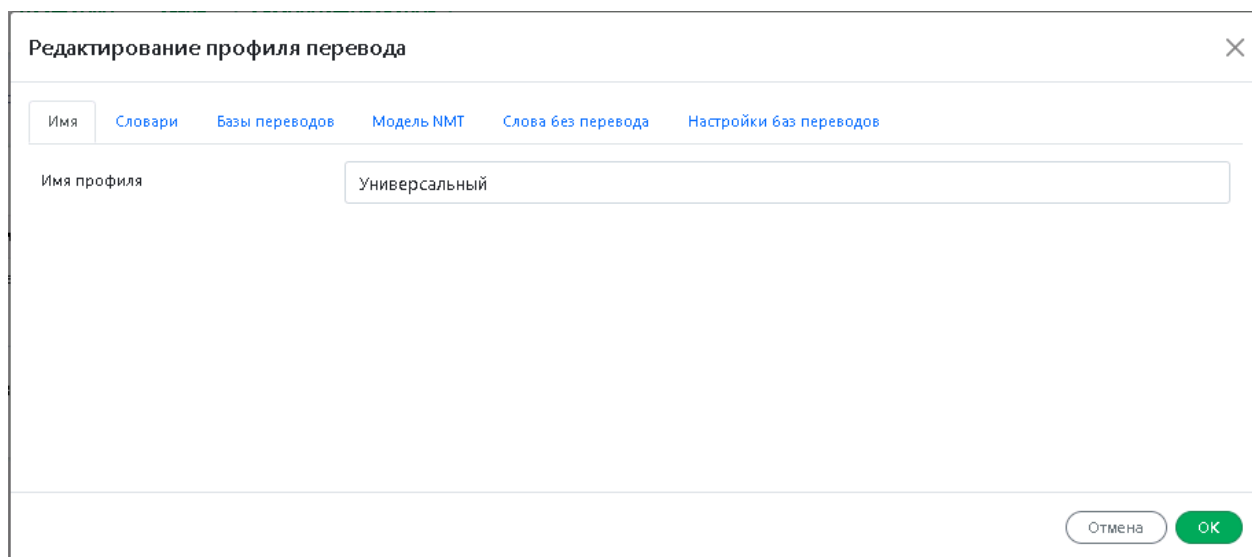 Редактирование профиля перевода
Имя Словари Базы переводов Модель NMT Слова без перевода Настройки баз переводов
Имя профиля Универсальный
Отмена ОК